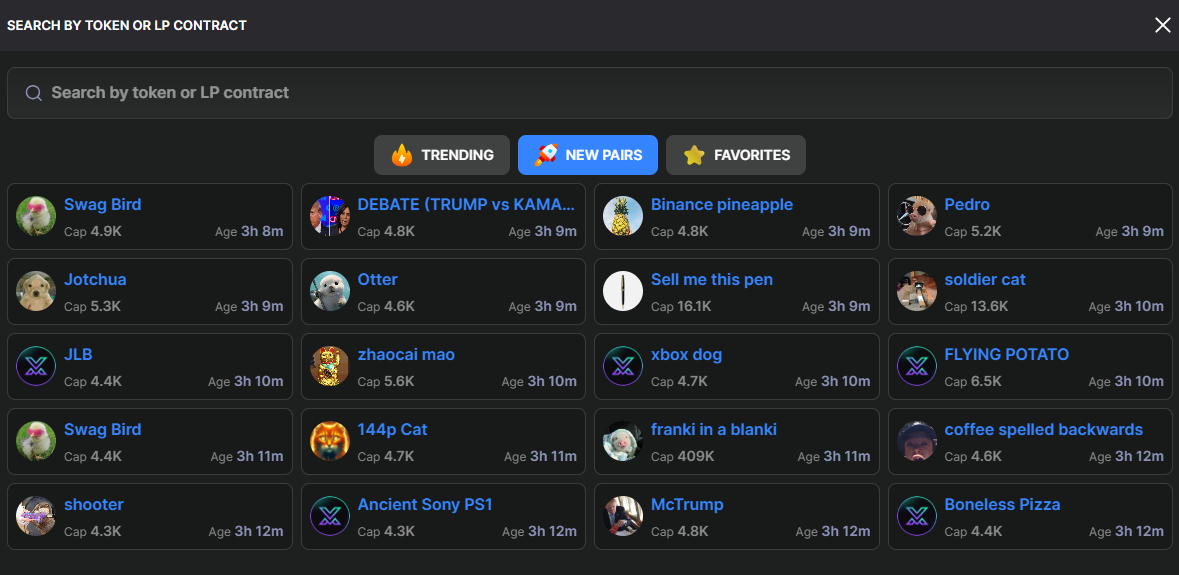 SEARCH BY TOKEN OR LP CONTRACT
Search by token or LP contract
TRENDING
NEW PAIRS
FAVORITES
Swag Bird
Cap 4.9K Age 3h 8m
DEBATE (TRUMP vs KAMA...
Cap 4.8K Age 3h 9m
Binance pineapple
Cap 4.8K Age 3h 9m
Pedro
Cap 5.2K Age 3h 9m
Jotchua
Cap 5.3K Age 3h 9m
Otter
Cap 4.6K Age 3h 9m
Sell me this pen
Cap 16.1K Age 3h 9m
soldier cat
Cap 13.6K Age 3h 10m
JLB
Cap 4.4K Age 3h 10m
zhaocai mao
Cap 5.6K Age 3h 10m
xbox dog
Cap 4.7K Age 3h 10m
FLYING POTATO
Cap 6.5K Age 3h 10m
Swag Bird
Cap 4.4K Age 3h 11m
144p Cat
Cap 4.7K Age 3h 11m
franki in a blanki
Cap 409K Age 3h 11m
coffee spelled backwards
Cap 4.6K Age 3h 12m
shooter
Cap 4.3K Age 3h 12m
Ancient Sony PS1
Cap 4.3K Age 3h 12m
McTrump
Cap 4.8K Age 3h 12m
Boneless Pizza
Cap 4.4K Age 3h 12m